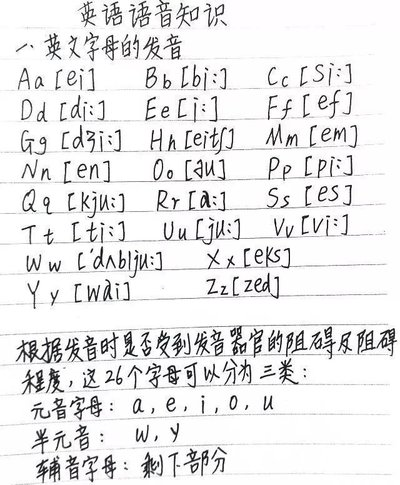 英语语音知识
一、英文字母的发音
Aa [ei] Bb [bi:] Cc [Si:]
Dd [di:] Ee [i:] Ff [ef]
Gg [dʒi:] Hh [eitʃ] Mm [em]
Nn [en] Oo [əu] Pp [pi:]
Qq [kju:] Rr [a:] Ss [es]
Tt [ti:] Uu [ju:] Vv [vi:]
Ww ['dʌblju:] Xx [eks]
Yy [wai] Zz [zed]
根据发音时是否受到发音器官的阻碍及阻碍
程度，这26个字母可以分为三类：
元音字母：a, e, i, o, u
半元音：w, y
辅音字母：剩下部分